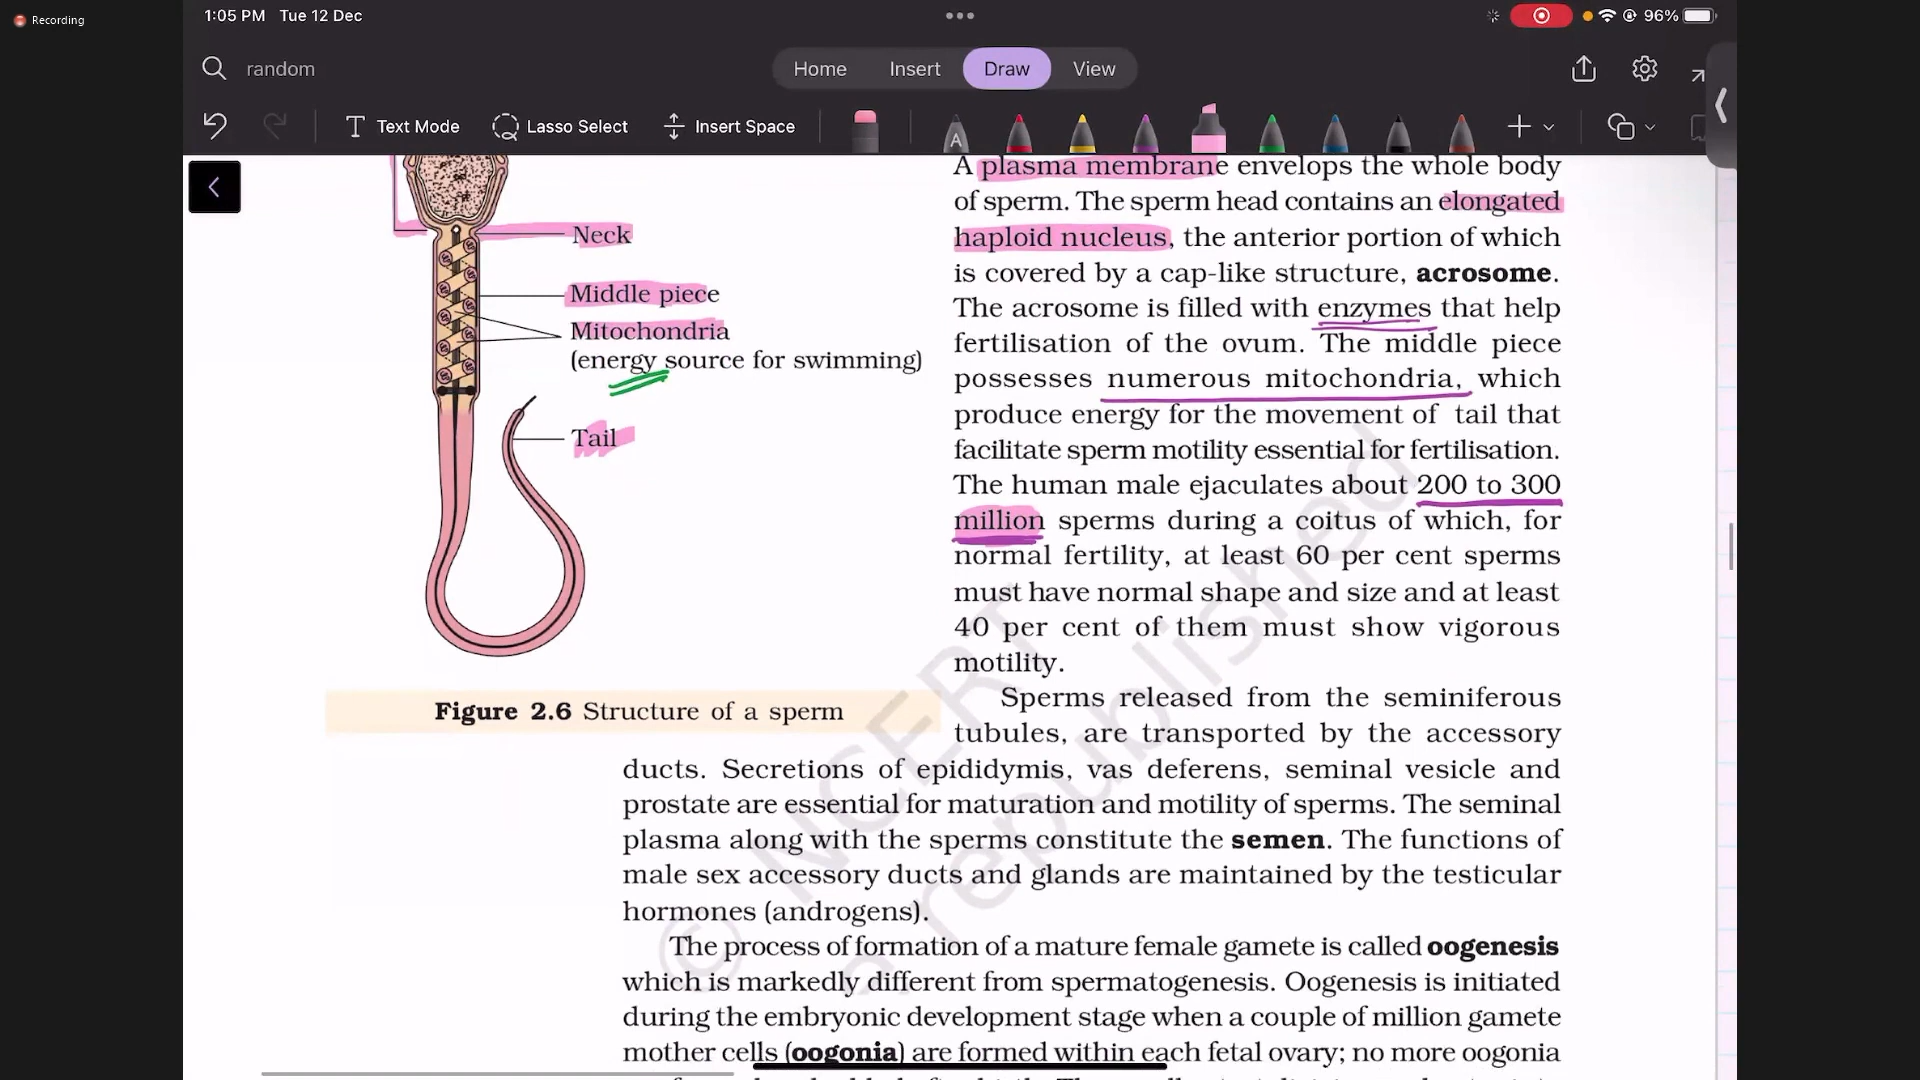 Recording
1:05 PM Tue 12 Dec
96%
random
Home Insert Draw View
Text Mode Lasso Select Insert Space
A
Neck
Middle piece
Mitochondria
(energy source for swimming)
Tail
Figure 2.6 Structure of a sperm
A plasma membrane envelops the whole body
of sperm. The sperm head contains an elongated
haploid nucleus, the anterior portion of which
is covered by a cap-like structure, acrosome.
The acrosome is filled with enzymes that help
fertilisation of the ovum. The middle piece
possesses numerous mitochondria, which
produce energy for the movement of tail that
facilitate sperm motility essential for fertilisation.
The human male ejaculates about 200 to 300
million sperms during a coitus of which, for
normal fertility, at least 60 per cent sperms
must have normal shape and size and at least
40 per cent of them must show vigorous
motility.
Sperms released from the seminiferous
tubules, are transported by the accessory
ducts. Secretions of epididymis, vas deferens, seminal vesicle and
prostate are essential for maturation and motility of sperms. The seminal
plasma along with the sperms constitute the semen. The functions of
male sex accessory ducts and glands are maintained by the testicular
hormones (androgens).
The process of formation of a mature female gamete is called oogenesis
which is markedly different from spermatogenesis. Oogenesis is initiated
during the embryonic development stage when a couple of million gamete
mother cells (oogonia) are formed within each fetal ovary; no more oogonia
© NCERT
republished